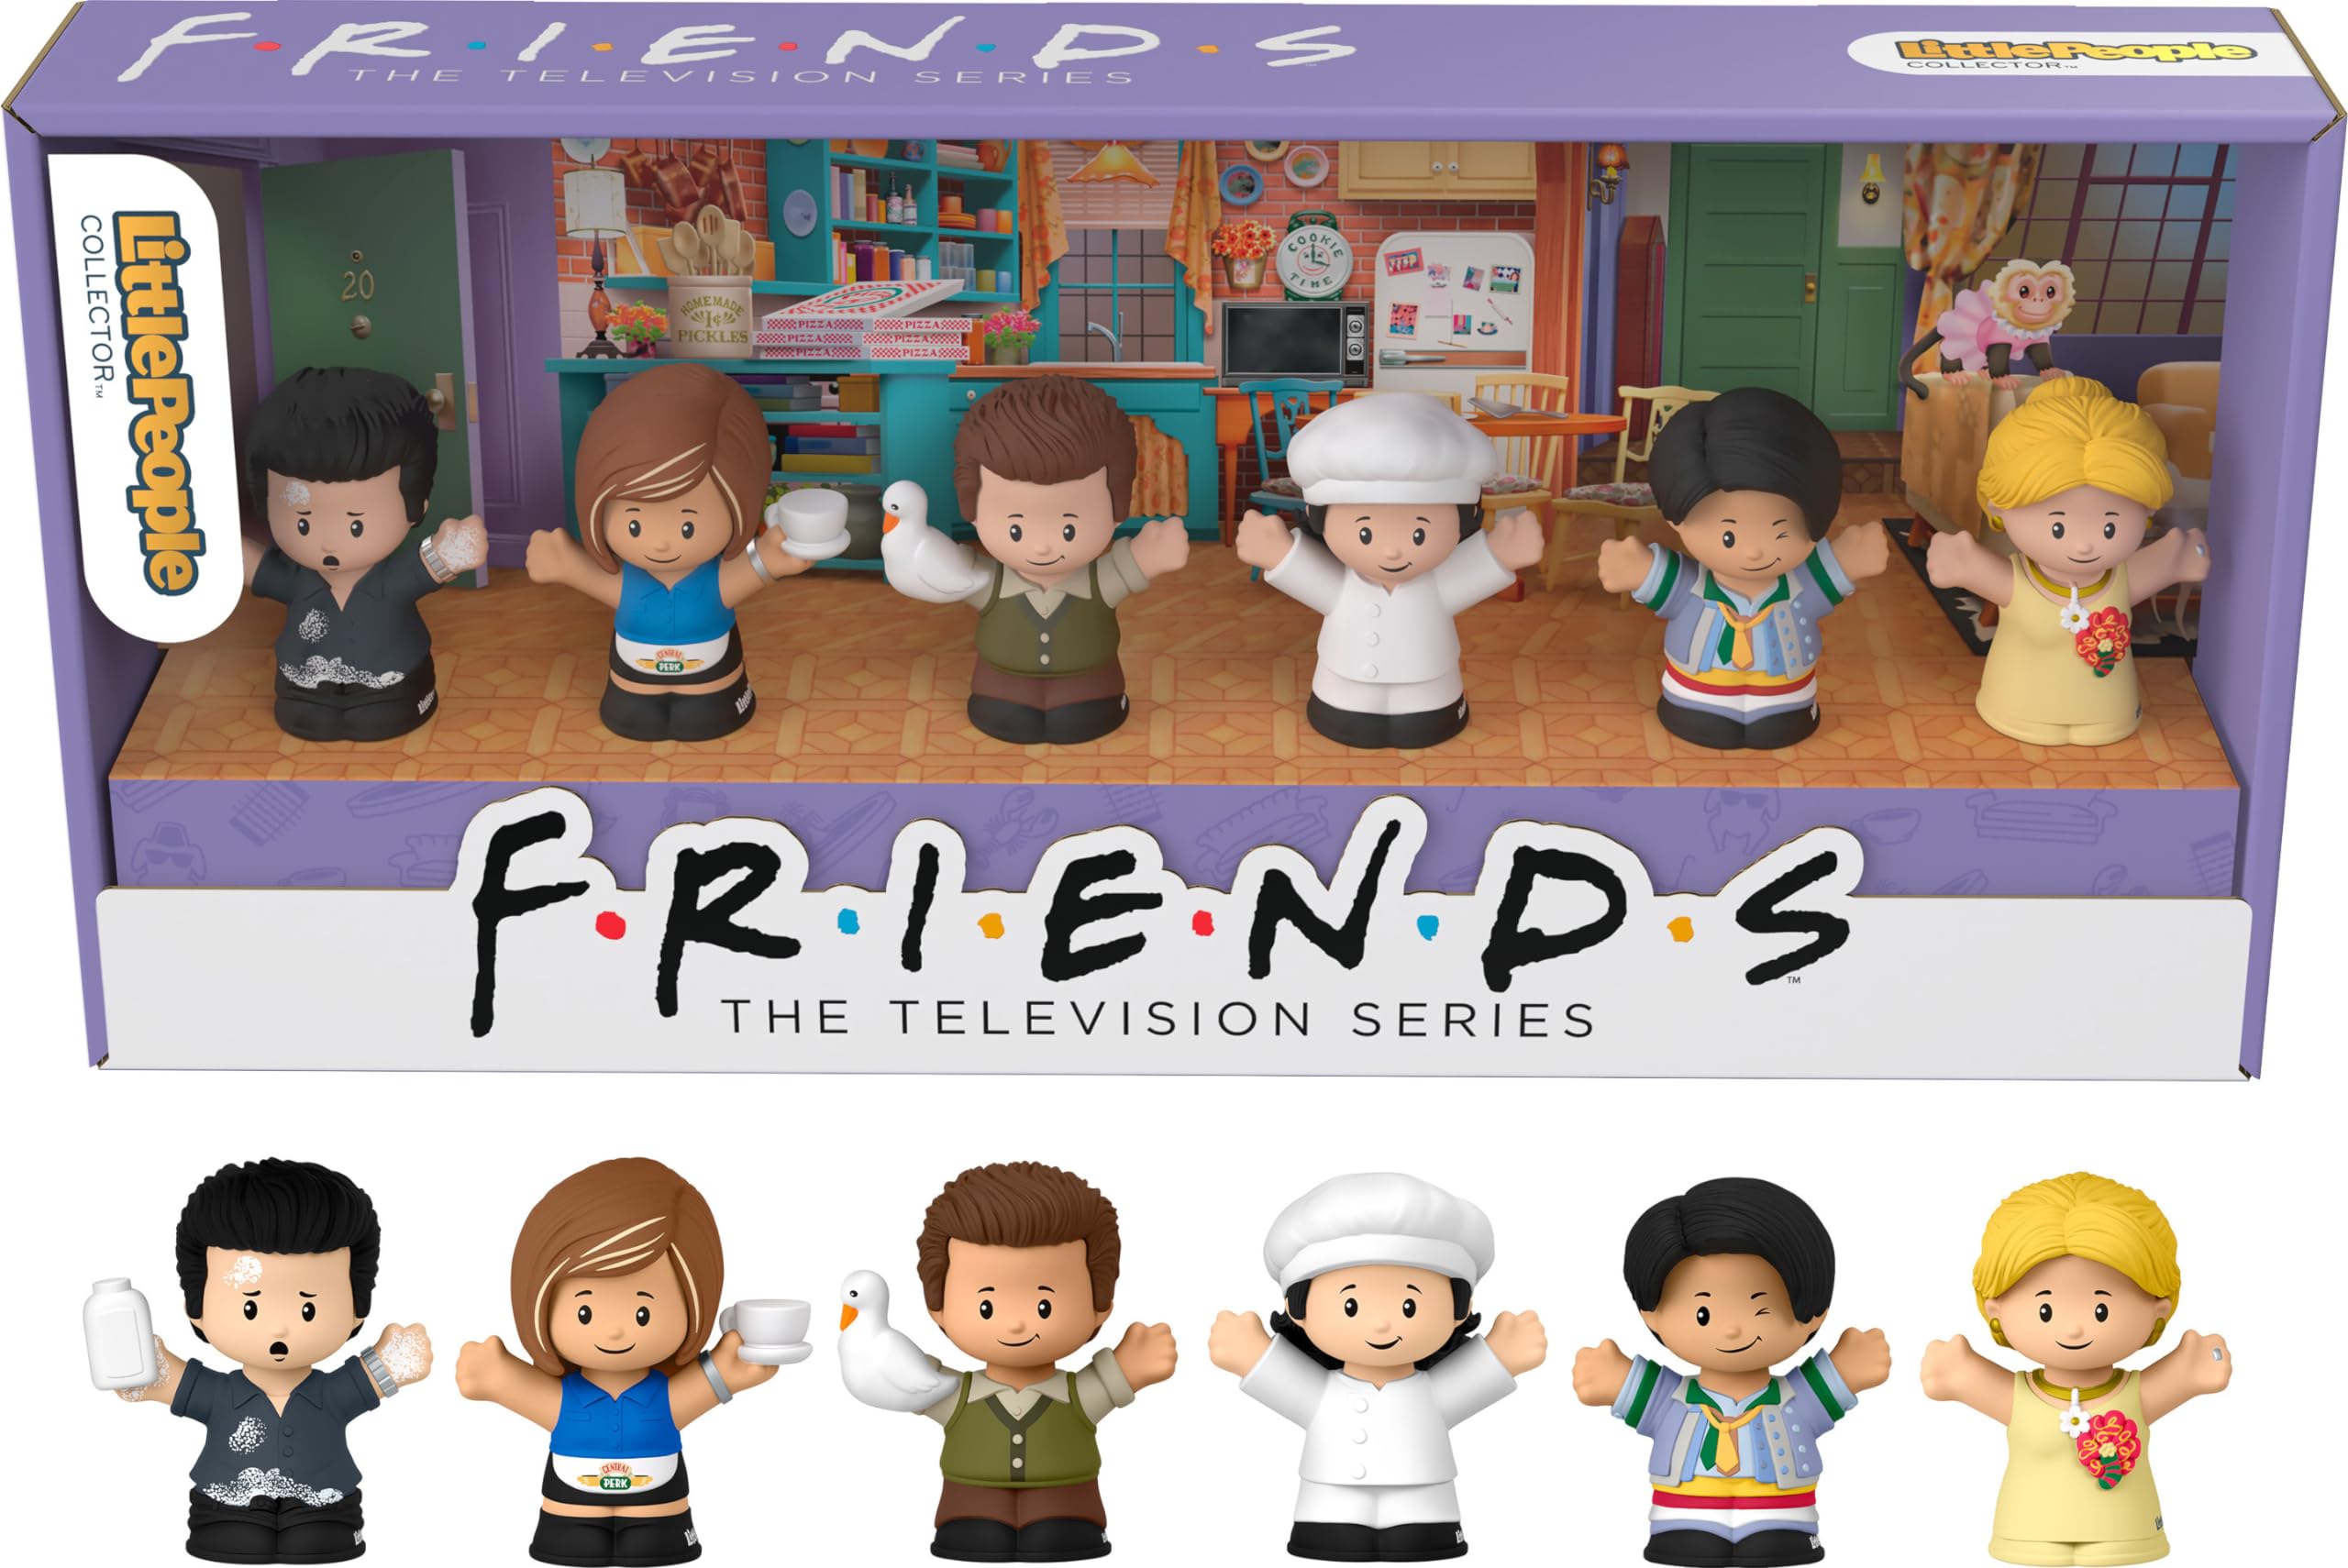 F•R•I•E•N•D•S
THE TELEVISION SERIES
LittlePeople
COLLECTOR™
LittlePeople
COLLECTOR™
20
HOMEMADE
1¢
PICKLES
PIZZA PIZZA
PIZZA PIZZA
PIZZA PIZZA
COOKIE
TIME
CENTRAL
PERK
F•R•I•E•N•D•S™
THE TELEVISION SERIES
CENTRAL
PERK